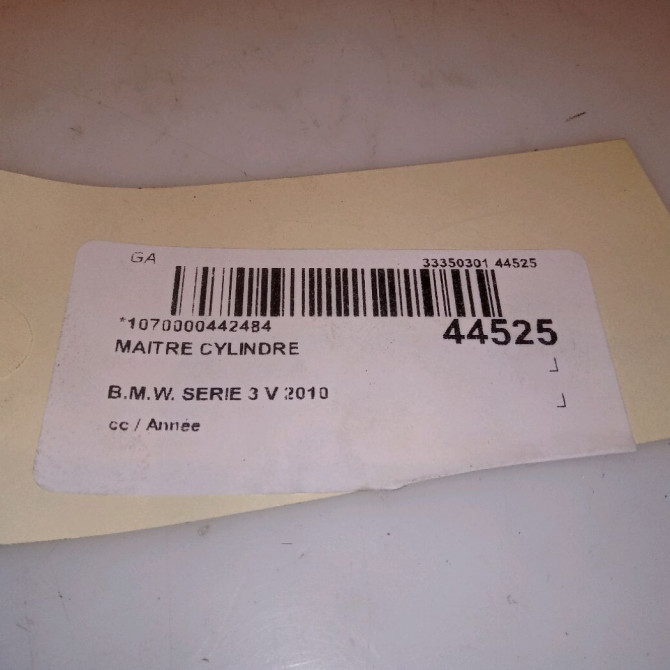 GA
33350301 44525
*1070000442484
44525
MAITRE CYLINDRE
B.M.W. SERIE 3 V 2010
cc / Année